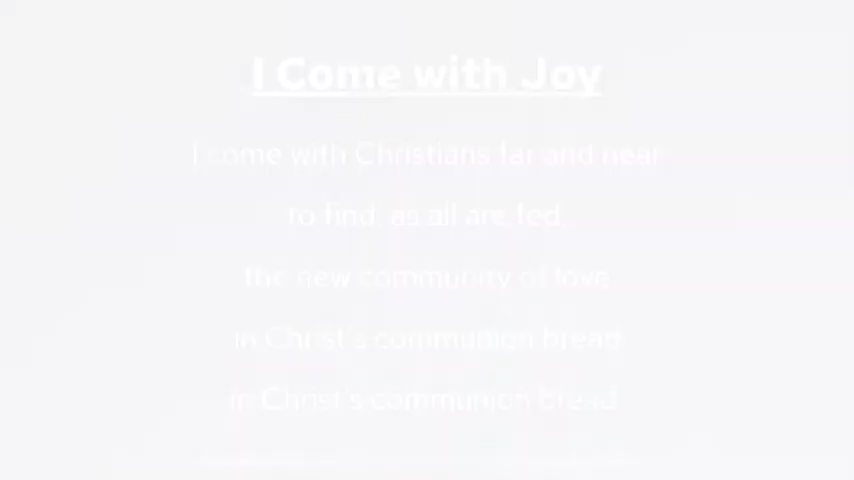 I Come with Joy
I come with Christians far and near
to find, as all are fed,
the new community of love
in Christ's communion bread
in Christ's communion bread